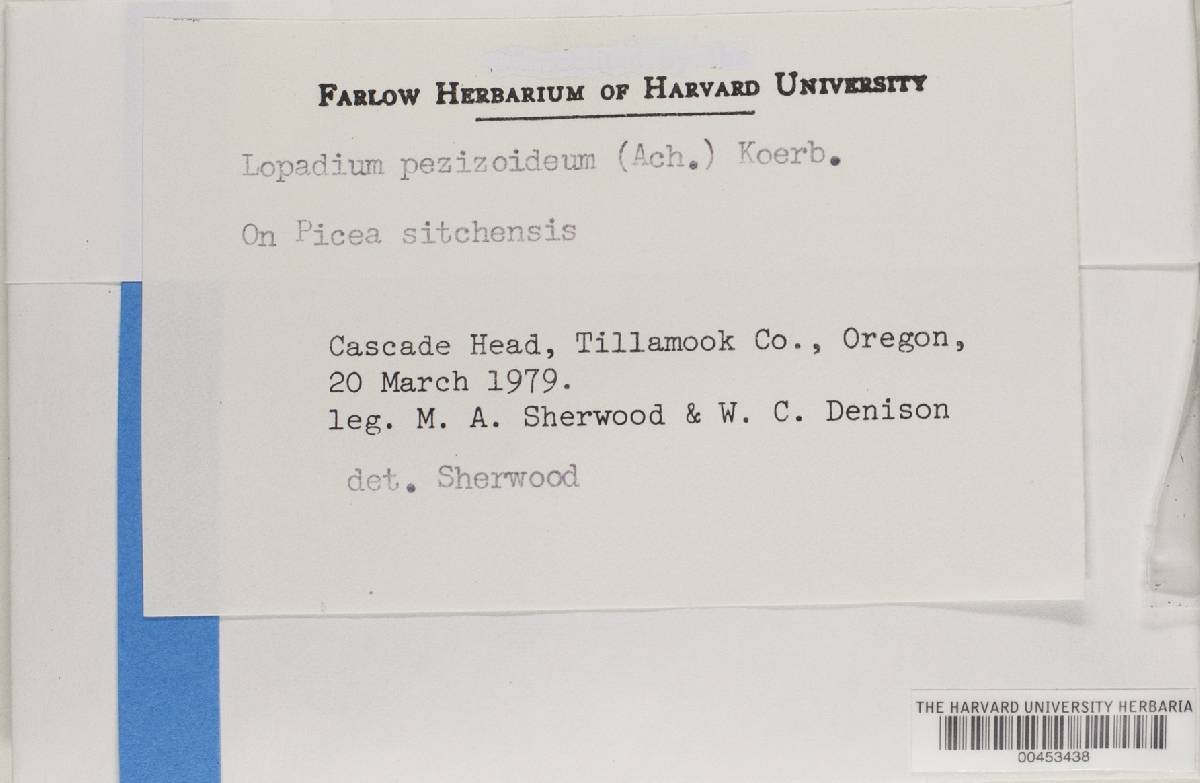 FARLOW HERBARIUM OF HARVARD UNIVERSITY
Lopadium pezizoideum (Ach.) Koerb.
On Picea sitchensis
Cascade Head, Tillamook Co., Oregon,
20 March 1979.
leg. M. A. Sherwood & W. C. Denison
det. Sherwood
THE HARVARD UNIVERSITY HERBARIA
00453438